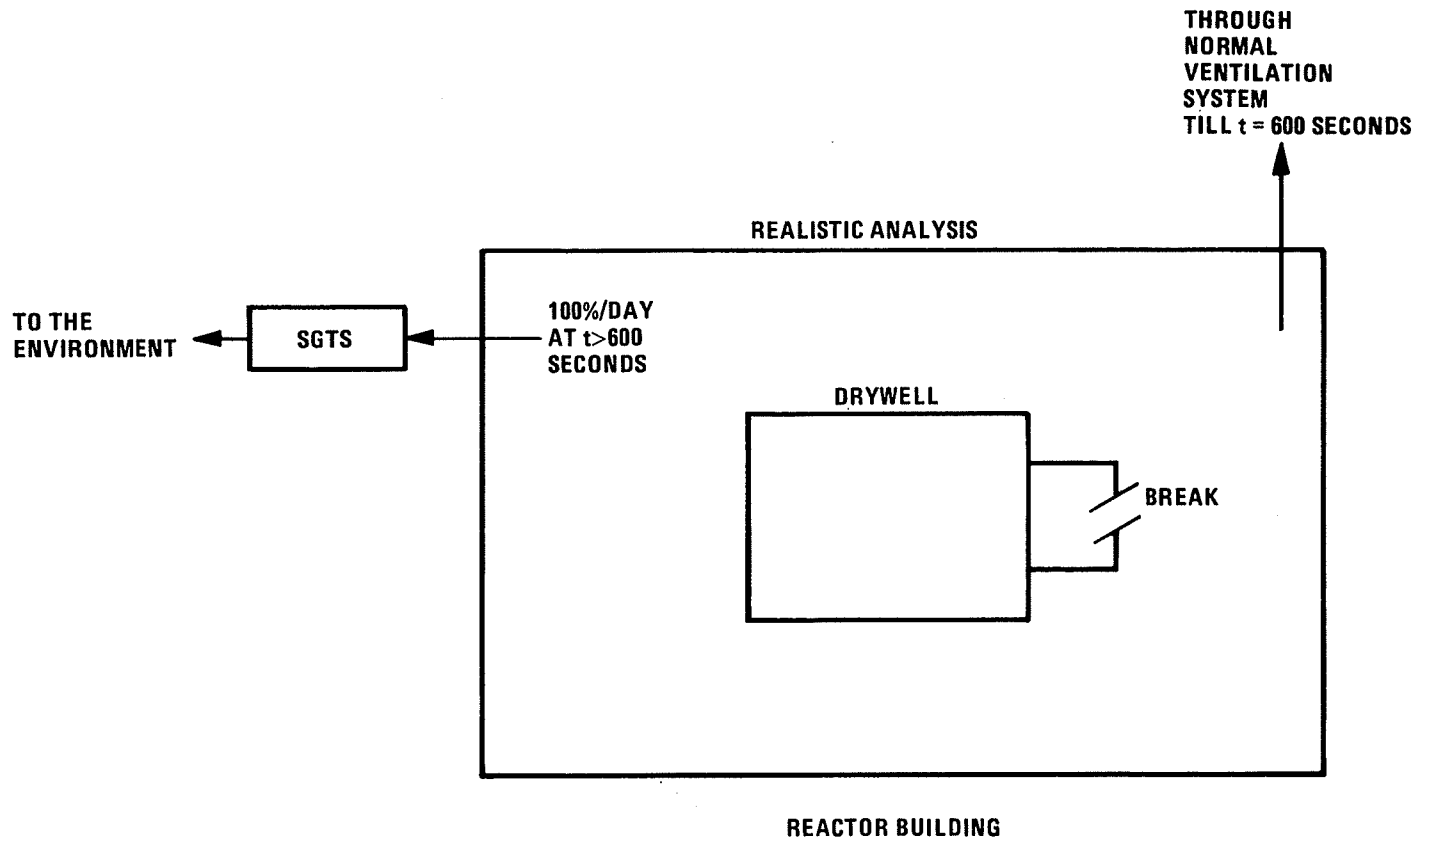 THROUGH
NORMAL
VENTILATION
SYSTEM
TILL t = 600 SECONDS
REALISTIC ANALYSIS
TO THE
ENVIRONMENT
SGTS
100%/DAY
AT t>600
SECONDS
DRYWELL
BREAK
REACTOR BUILDING